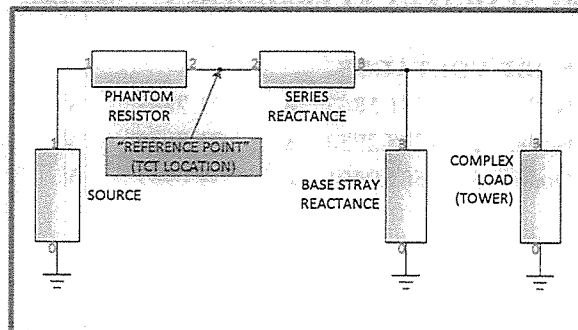 1
2
2
3
PHANTOM
RESISTOR
SERIES
REACTANCE
"REFERENCE POINT"
(TCT LOCATION)
1
SOURCE
0
3
BASE STRAY
REACTANCE
0
3
COMPLEX
LOAD
(TOWER)
0